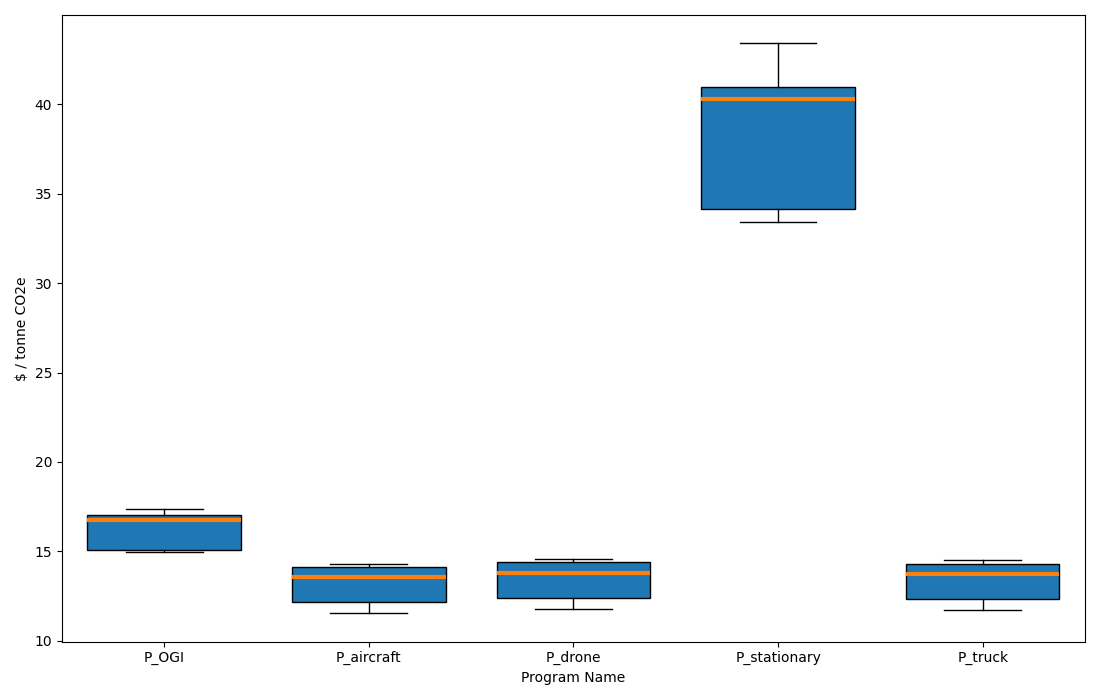 $ / tonne CO2e
40
35
30
25
20
15
10
P_OGI
P_aircraft
P_drone
P_stationary
P_truck
Program Name